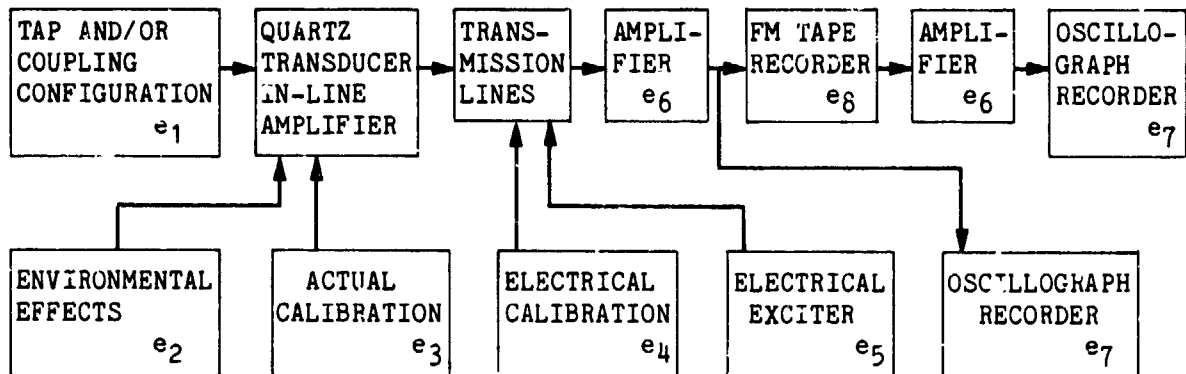 TAP AND/OR
COUPLING
CONFIGURATION
e1
QUARTZ
TRANSDUCER
IN-LINE
AMPLIFIER
TRANS-
MISSION
LINES
AMPLI-
FIER
e6
FM TAPE
RECORDER
e8
AMPLI-
FIER
e6
OSCILLO-
GRAPH
RECORDER
e7
ENVIRONMENTAL
EFFECTS
e2
ACTUAL
CALIBRATION
e3
ELECTRICAL
CALIBRATION
e4
ELECTRICAL
EXCITER
e5
OSCILLOGRAPH
RECORDER
e7